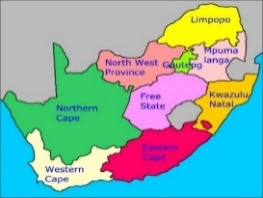 Limpopo
Mpuma
langa
North West
Province
Gauteng
Kwazulu
Natal
Free
State
Northern
Cape
Eastern
Cape
Western
Cape